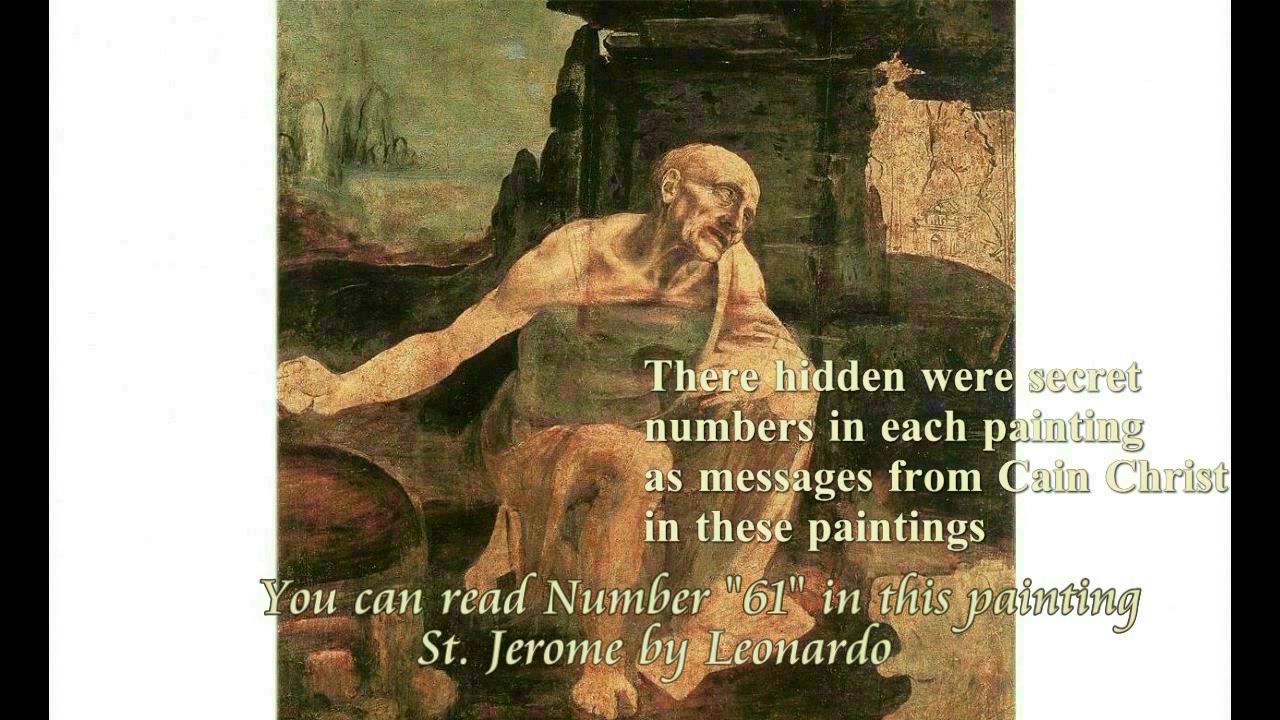 There hidden were secret
numbers in each painting
as messages from Cain Christ
in these paintings
You can read Number "61" in this painting
St. Jerome by Leonardo